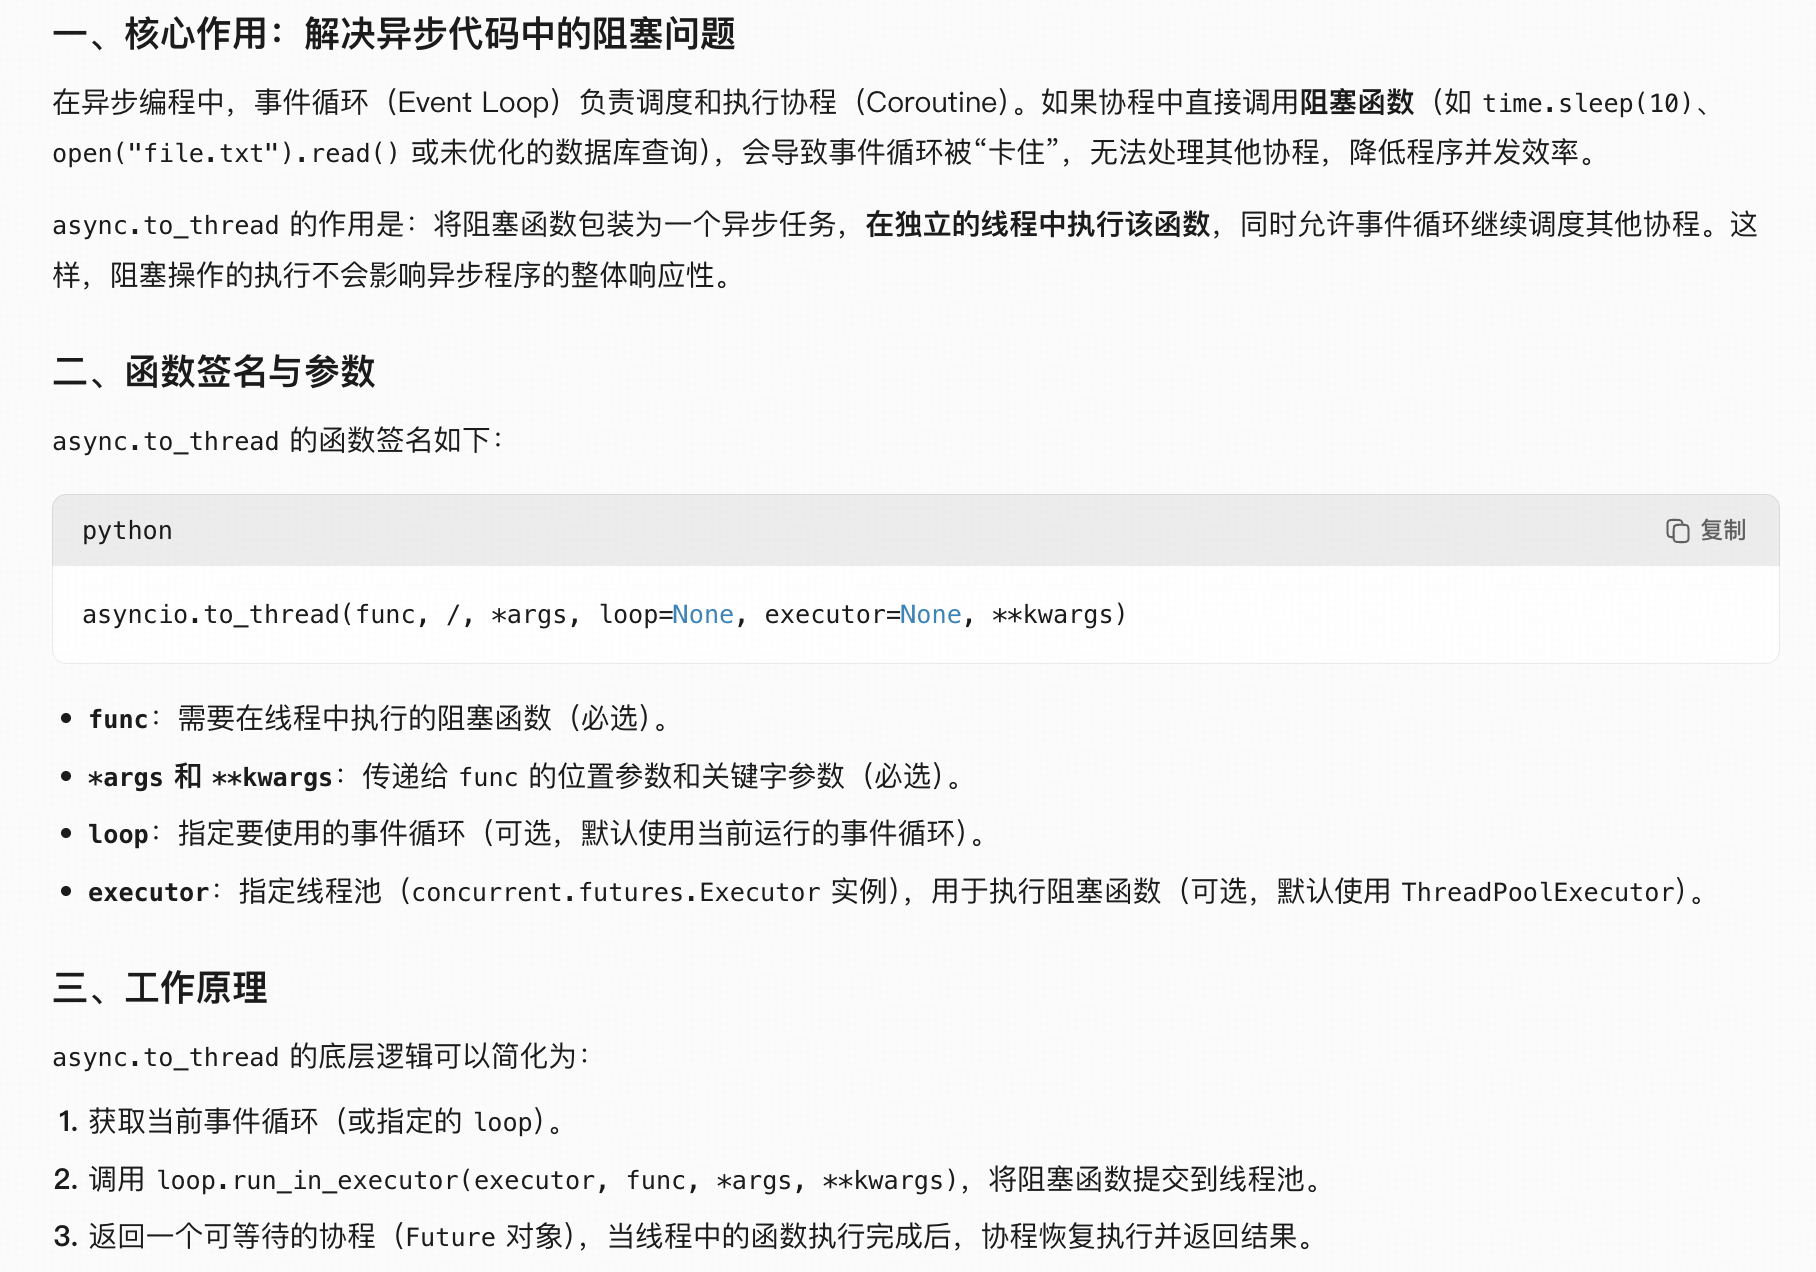 一、核心作用：解决异步代码中的阻塞问题
在异步编程中，事件循环（Event Loop）负责调度和执行协程（Coroutine）。如果协程中直接调用阻塞函数（如 time.sleep(10)、
open("file.txt").read() 或未优化的数据库查询），会导致事件循环被“卡住”，无法处理其他协程，降低程序并发效率。
async.to_thread 的作用是：将阻塞函数包装为一个异步任务，在独立的线程中执行该函数，同时允许事件循环继续调度其他协程。这
样，阻塞操作的执行不会影响异步程序的整体响应性。
二、函数签名与参数
async.to_thread 的函数签名如下：
python 复制
asyncio.to_thread(func, /, *args, loop=None, executor=None, **kwargs)
• func：需要在线程中执行的阻塞函数（必选）。
• *args 和 **kwargs：传递给 func 的位置参数和关键字参数（必选）。
• loop：指定要使用的事件循环（可选，默认使用当前运行的事件循环）。
• executor：指定线程池（concurrent.futures.Executor 实例），用于执行阻塞函数（可选，默认使用 ThreadPoolExecutor）。
三、工作原理
async.to_thread 的底层逻辑可以简化为：
1. 获取当前事件循环（或指定的 loop）。
2. 调用 loop.run_in_executor(executor, func, *args, **kwargs)，将阻塞函数提交到线程池。
3. 返回一个可等待的协程（Future 对象），当线程中的函数执行完成后，协程恢复执行并返回结果。